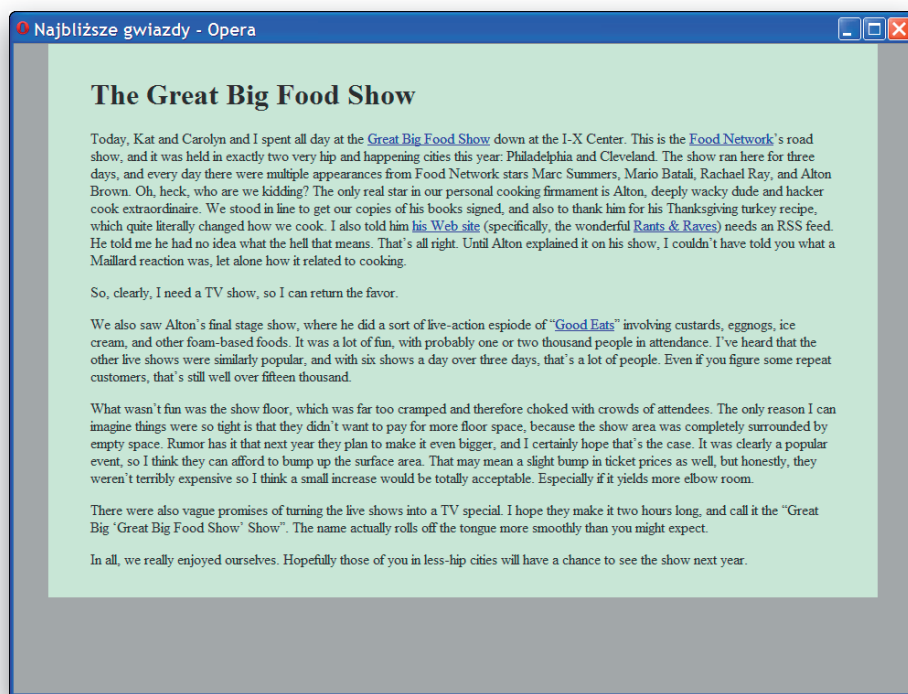 Najbliższe gwiazdy - Opera
The Great Big Food Show
Today, Kat and Carolyn and I spent all day at the Great Big Food Show down at the I-X Center. This is the Food Network’s road
show, and it was held in exactly two very hip and happening cities this year: Philadelphia and Cleveland. The show ran here for three
days, and every day there were multiple appearances from Food Network stars Marc Summers, Mario Batali, Rachael Ray, and Alton
Brown. Oh, heck, who are we kidding? The only real star in our personal cooking firmament is Alton, deeply wacky dude and hacker
cook extraordinaire. We stood in line to get our copies of his books signed, and also to thank him for his Thanksgiving turkey recipe,
which quite literally changed how we cook. I also told him his Web site (specifically, the wonderful Rants & Raves) needs an RSS feed.
He told me he had no idea what the hell that means. That’s all right. Until Alton explained it on his show, I couldn’t have told you what a
Maillard reaction was, let alone how it related to cooking.
So, clearly, I need a TV show, so I can return the favor.
We also saw Alton’s final stage show, where he did a sort of live-action espiode of “Good Eats” involving custards, eggnogs, ice
cream, and other foam-based foods. It was a lot of fun, with probably one or two thousand people in attendance. I’ve heard that the
other live shows were similarly popular, and with six shows a day over three days, that’s a lot of people. Even if you figure some repeat
customers, that’s still well over fifteen thousand.
What wasn’t fun was the show floor, which was far too cramped and therefore choked with crowds of attendees. The only reason I can
imagine things were so tight is that they didn’t want to pay for more floor space, because the show area was completely surrounded by
empty space. Rumor has it that next year they plan to make it even bigger, and I certainly hope that’s the case. It was clearly a popular
event, so I think they can afford to bump up the surface area. That may mean a slight bump in ticket prices as well, but honestly, they
weren’t terribly expensive so I think a small increase would be totally acceptable. Especially if it yields more elbow room.
There were also vague promises of turning the live shows into a TV special. I hope they make it two hours long, and call it the “Great
Big ‘Great Big Food Show’ Show”. The name actually rolls off the tongue more smoothly than you might expect.
In all, we really enjoyed ourselves. Hopefully those of you in less-hip cities will have a chance to see the show next year.